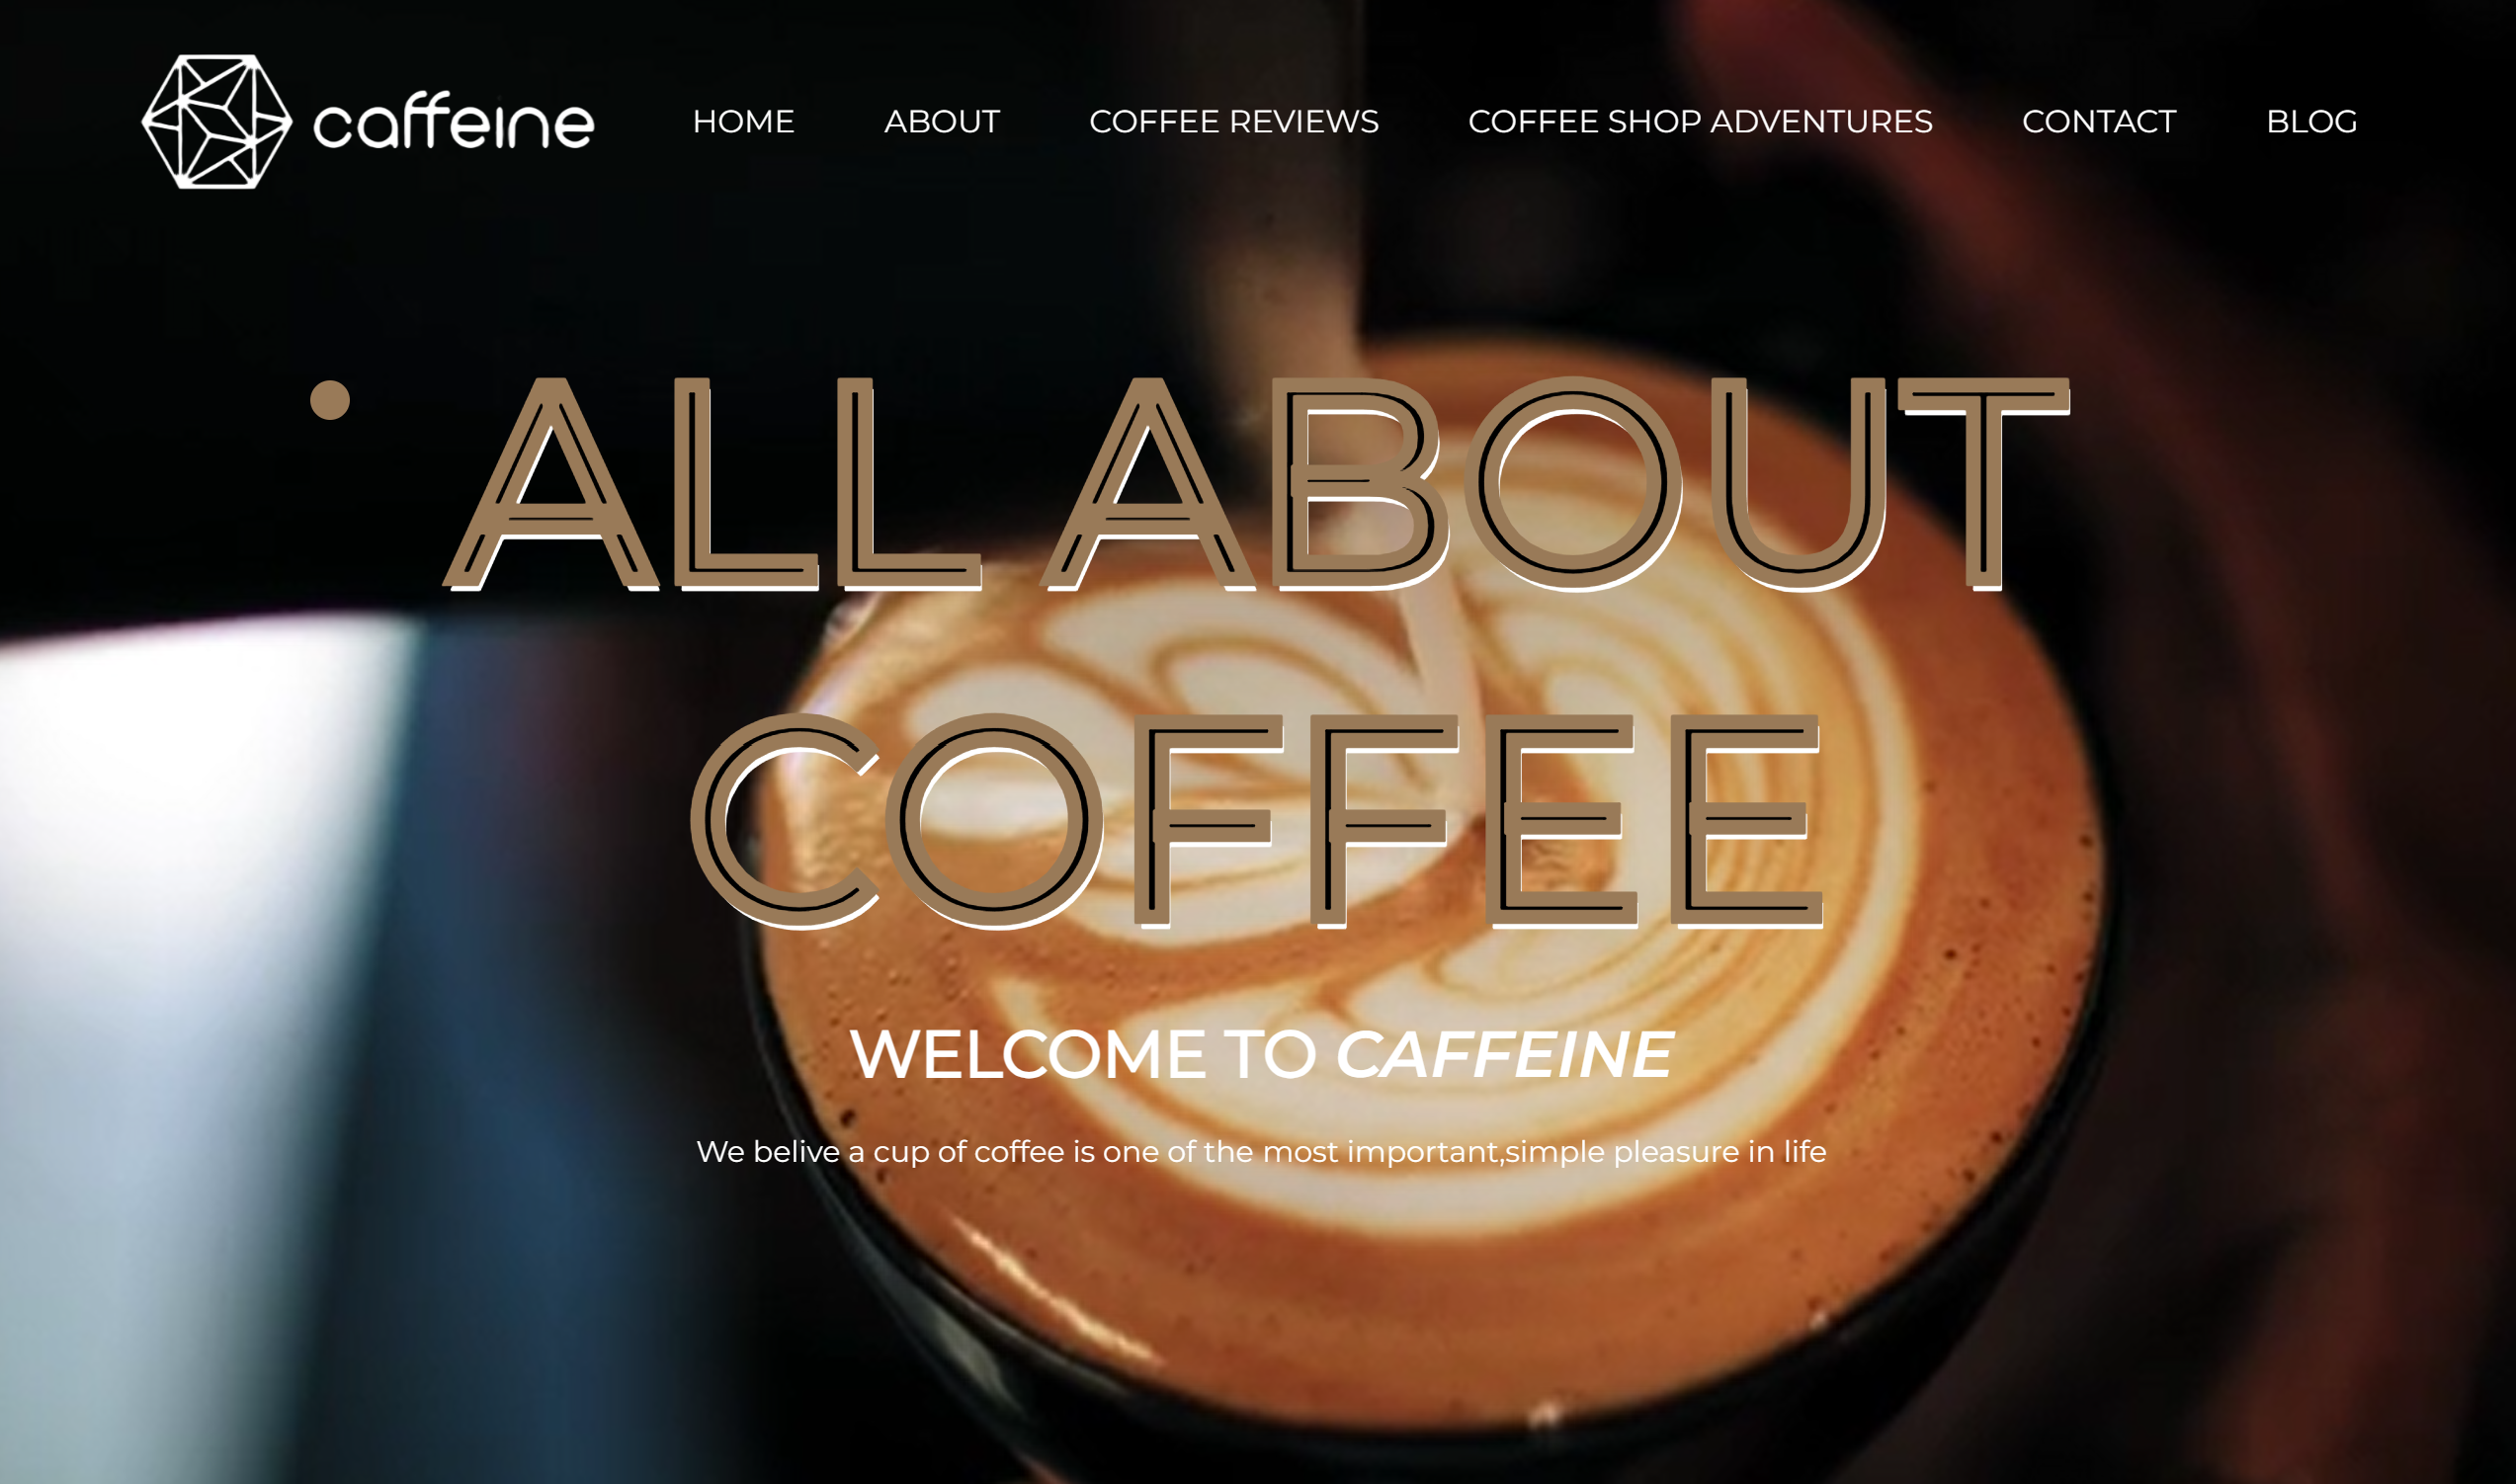 caffeine
HOME ABOUT COFFEE REVIEWS COFFEE SHOP ADVENTURES CONTACT BLOG
ALL ABOUT
COFFEE
WELCOME TO CAFFEINE
We belive a cup of coffee is one of the most important,simple pleasure in life